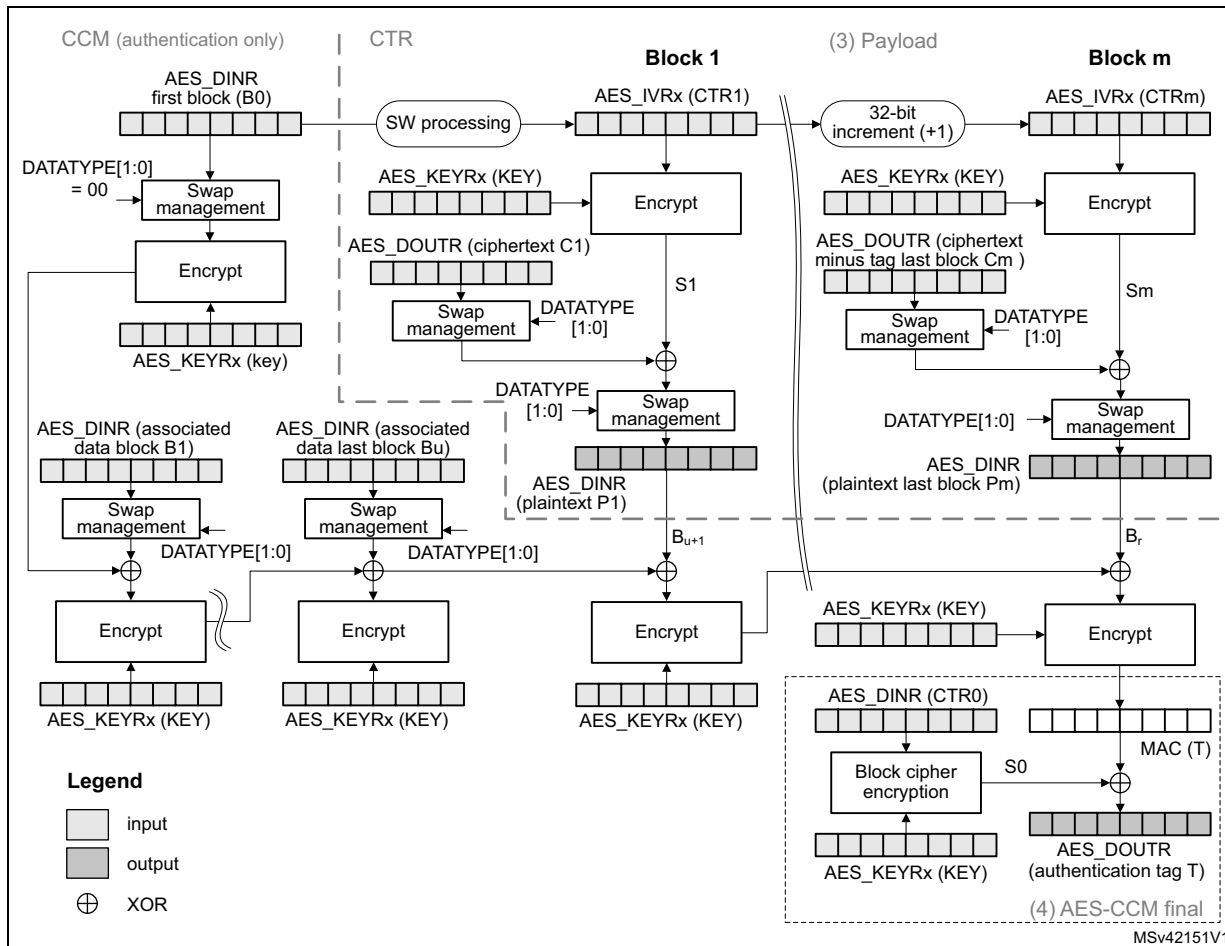 CCM (authentication only)
CTR
(3) Payload
Block 1
Block m
AES_DINR
first block (B0)
AES_IVRx (CTR1)
AES_IVRx (CTRm)
SW processing
32-bit
increment (+1)
DATATYPE[1:0]
= 00
Swap
management
AES_KEYRx (KEY)
Encrypt
AES_KEYRx (KEY)
Encrypt
Encrypt
AES_KEYRx (key)
AES_DOUTR (ciphertext C1)
Swap
management
DATATYPE
[1:0]
S1
AES_DOUTR (ciphertext
minus tag last block Cm )
Swap
management
DATATYPE
[1:0]
Sm
DATATYPE
[1:0]
Swap
management
DATATYPE[1:0]
Swap
management
AES_DINR (associated
data block B1)
AES_DINR (associated
data last block Bu)
AES_DINR
(plaintext P1)
AES_DINR
(plaintext last block Pm)
Swap
management
DATATYPE[1:0]
Swap
management
DATATYPE[1:0]
Bu+1
Br
Encrypt
Encrypt
Encrypt
AES_KEYRx (KEY)
Encrypt
AES_KEYRx (KEY)
AES_KEYRx (KEY)
AES_KEYRx (KEY)
AES_DINR (CTR0)
MAC (T)
Block cipher
encryption
S0
AES_KEYRx (KEY)
AES_DOUTR
(authentication tag T)
(4) AES-CCM final
Legend
input
output
XOR
MSv42151V1